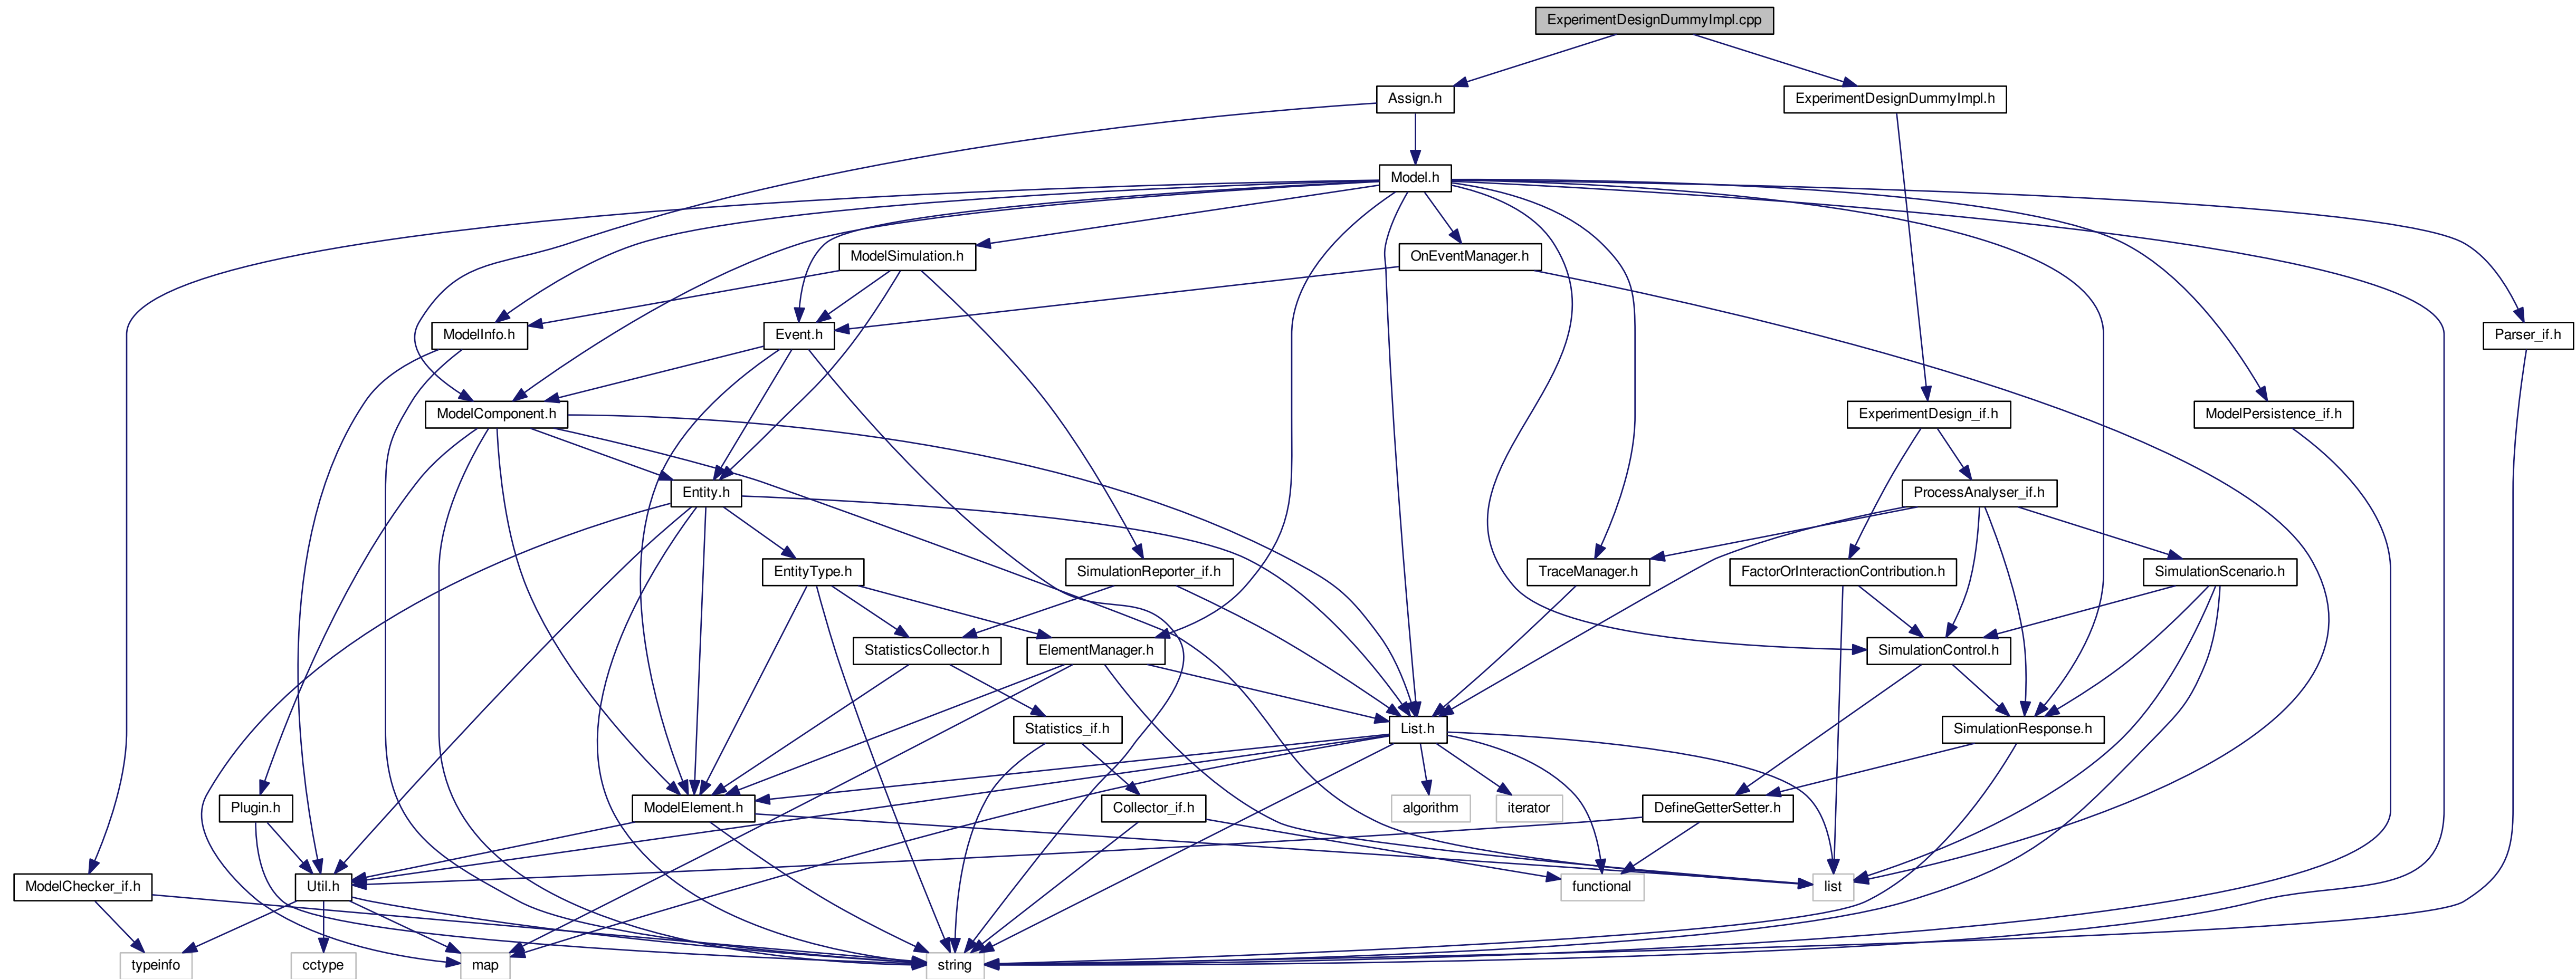 ExperimentDesignDummyImpl.cpp
Assign.h
ExperimentDesignDummyImpl.h
Model.h
ModelSimulation.h
OnEventManager.h
ModelInfo.h
Event.h
Parser_if.h
ModelComponent.h
ExperimentDesign_if.h
ModelPersistence_if.h
Entity.h
ProcessAnalyser_if.h
EntityType.h
SimulationReporter_if.h
TraceManager.h
FactorOrInteractionContribution.h
SimulationScenario.h
StatisticsCollector.h
ElementManager.h
SimulationControl.h
Statistics_if.h
List.h
SimulationResponse.h
Plugin.h
ModelElement.h
Collector_if.h
algorithm
iterator
DefineGetterSetter.h
ModelChecker_if.h
Util.h
functional
list
typeinfo
cctype
map
string